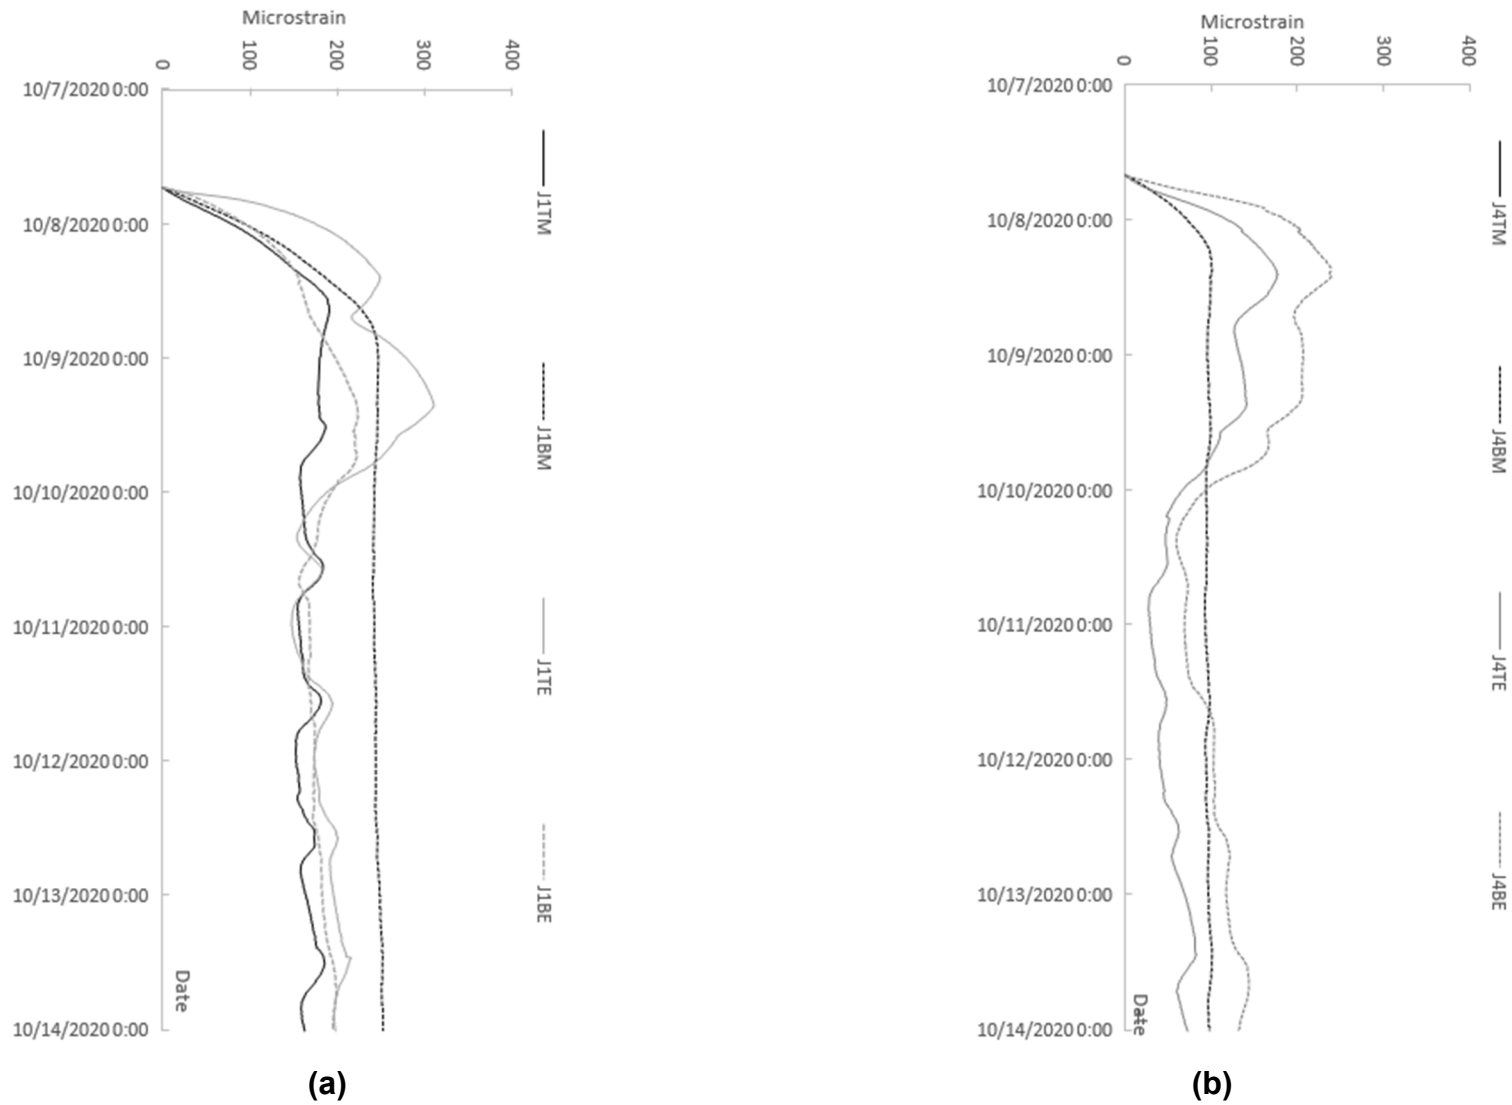 Microstrain
0 100 200 300 400
10/7/2020 0:00
10/8/2020 0:00
10/9/2020 0:00
10/10/2020 0:00
10/11/2020 0:00
10/12/2020 0:00
10/13/2020 0:00
10/14/2020 0:00
Date
J1TM
J1BM
J1TE
J1BE
(a)
Microstrain
0 100 200 300 400
10/7/2020 0:00
10/8/2020 0:00
10/9/2020 0:00
10/10/2020 0:00
10/11/2020 0:00
10/12/2020 0:00
10/13/2020 0:00
10/14/2020 0:00
Date
J4TM
J4BM
J4TE
J4BE
(b)